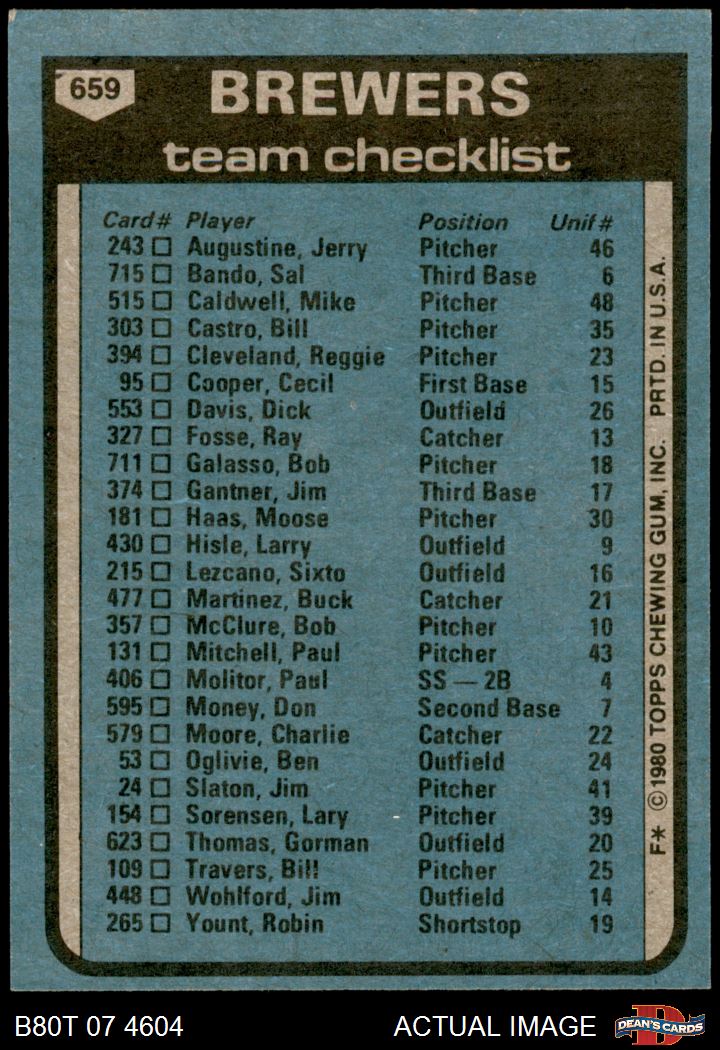 659
BREWERS
team checklist
Card# Player Position Unif#
243 □ Augustine, Jerry Pitcher 46
715 □ Bando, Sal Third Base 6
515 □ Caldwell, Mike Pitcher 48
303 □ Castro, Bill Pitcher 35
394 □ Cleveland, Reggie Pitcher 23
95 □ Cooper, Cecil First Base 15
553 □ Davis, Dick Outfield 26
327 □ Fosse, Ray Catcher 13
711 □ Galasso, Bob Pitcher 18
374 □ Gantner, Jim Third Base 17
181 □ Haas, Moose Pitcher 30
430 □ Hisle, Larry Outfield 9
215 □ Lezcano, Sixto Outfield 16
477 □ Martinez, Buck Catcher 21
357 □ McClure, Bob Pitcher 10
131 □ Mitchell, Paul Pitcher 43
406 □ Molitor, Paul SS — 2B 4
595 □ Money, Don Second Base 7
579 □ Moore, Charlie Catcher 22
53 □ Oglivie, Ben Outfield 24
24 □ Slaton, Jim Pitcher 41
154 □ Sorensen, Lary Pitcher 39
623 □ Thomas, Gorman Outfield 20
109 □ Travers, Bill Pitcher 25
448 □ Wohlford, Jim Outfield 14
265 □ Yount, Robin Shortstop 19
F* ©1980 TOPPS CHEWING GUM, INC. PRTD. IN U.S.A.
B80T 07 4604 ACTUAL IMAGE
DEAN'S CARDS